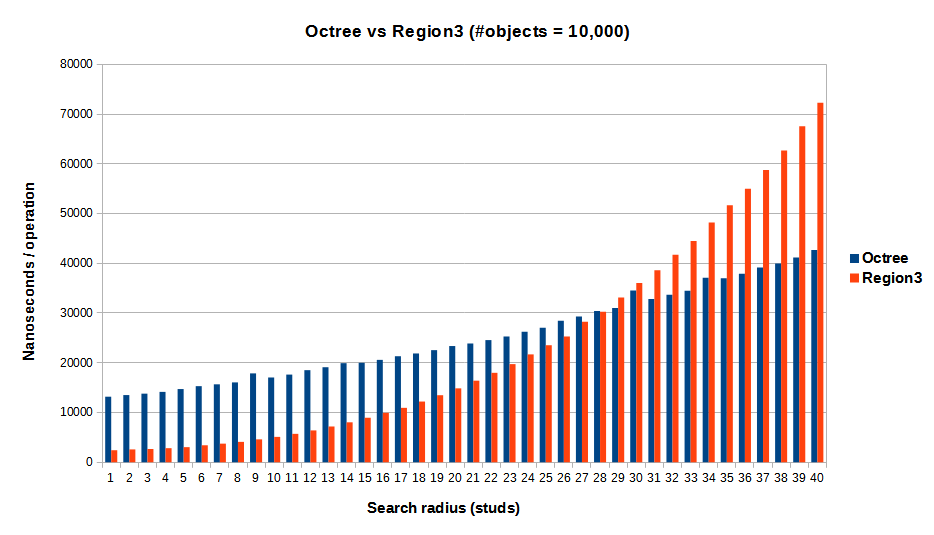 Octree vs Region3 (#objects = 10,000)
80000
70000
60000
50000
40000
30000
20000
10000
0
Nanoseconds / operation
Octree
Region3
1 2 3 4 5 6 7 8 9 10 11 12 13 14 15 16 17 18 19 20 21 22 23 24 25 26 27 28 29 30 31 32 33 34 35 36 37 38 39 40
Search radius (studs)